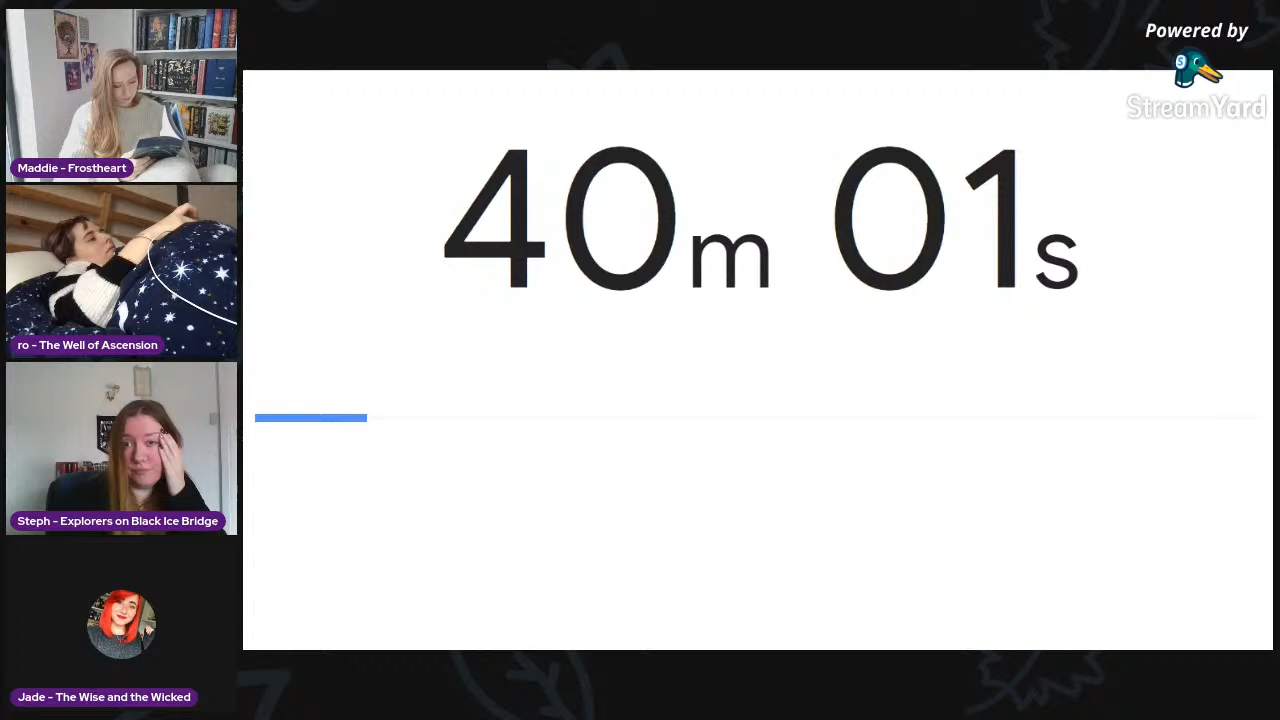 Maddie - Frostheart
ro - The Well of Ascension
Steph - Explorers on Black Ice Bridge
Jade - The Wise and the Wicked
40m 01s
Powered by
S
StreamYard